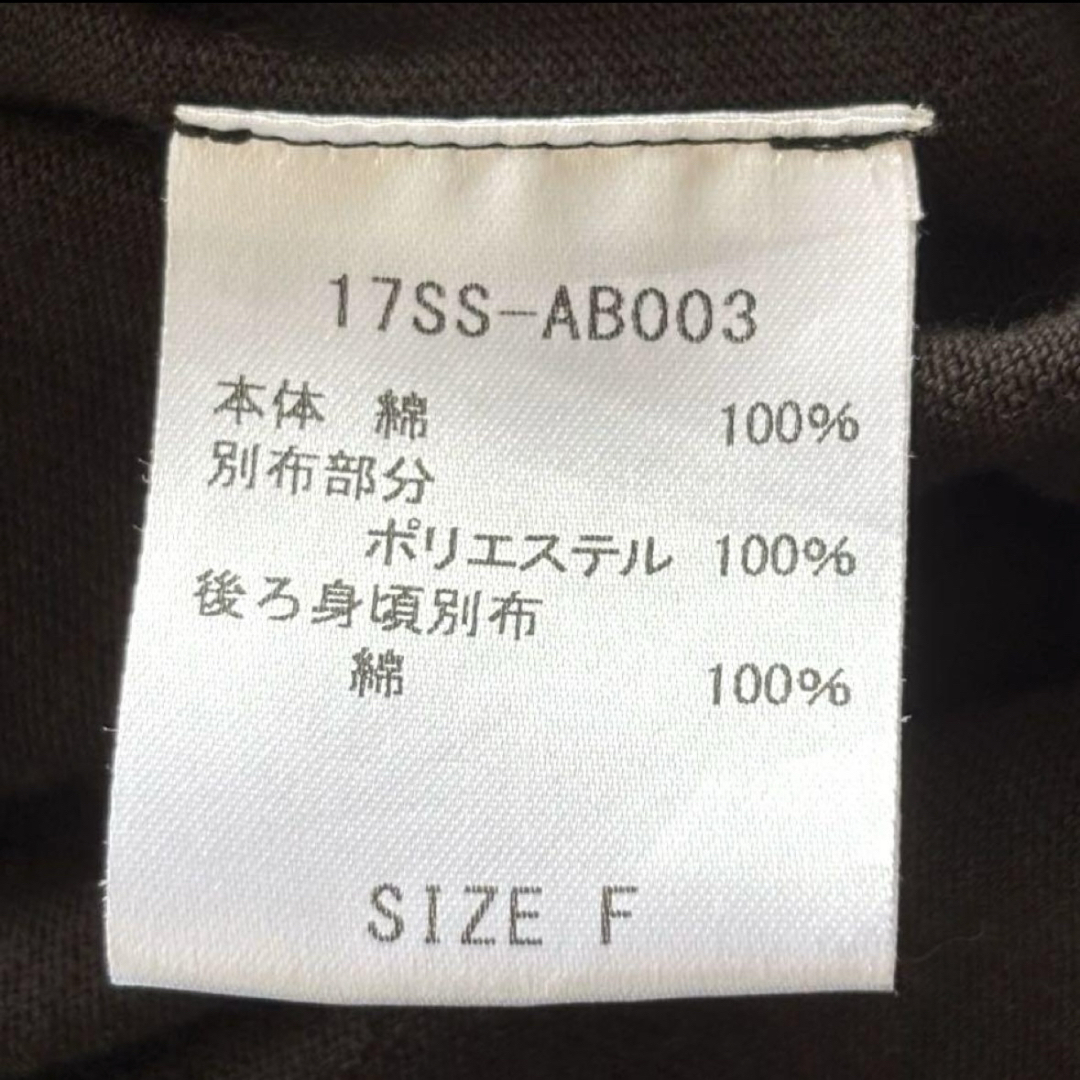 17SS-AB003
本体 綿 100%
別布部分
ポリエステル 100%
後ろ身頃別布
綿 100%
SIZE F